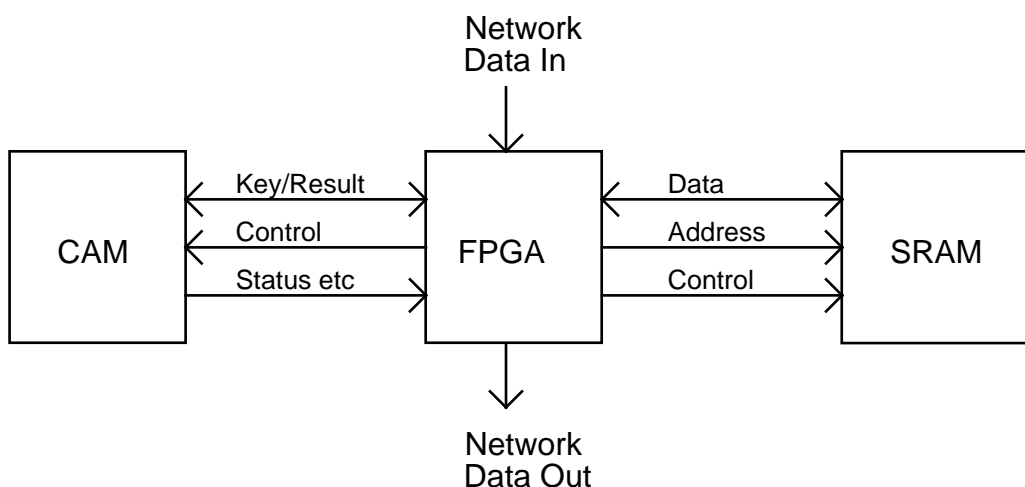 Network
Data In
Key/Result
Data
CAM
Control
FPGA
Address
SRAM
Status etc
Control
Network
Data Out